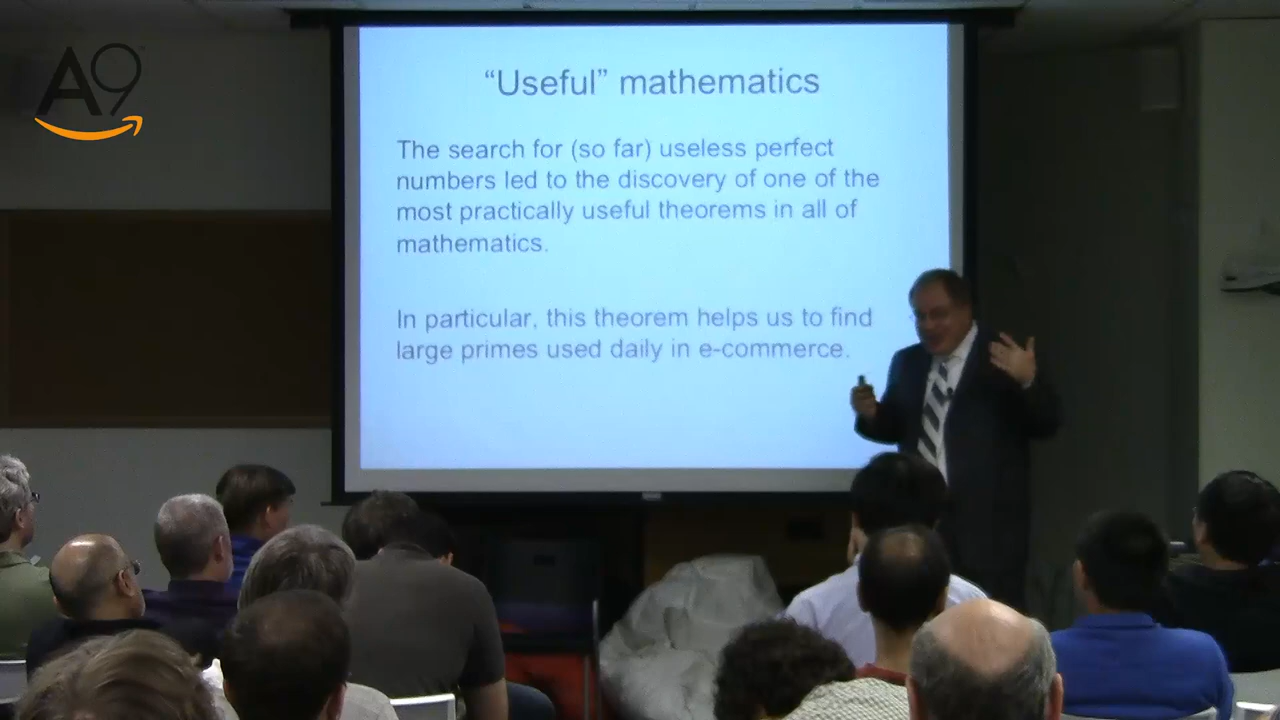 A9
“Useful” mathematics
The search for (so far) useless perfect
numbers led to the discovery of one of the
most practically useful theorems in all of
mathematics.
In particular, this theorem helps us to find
large primes used daily in e-commerce.